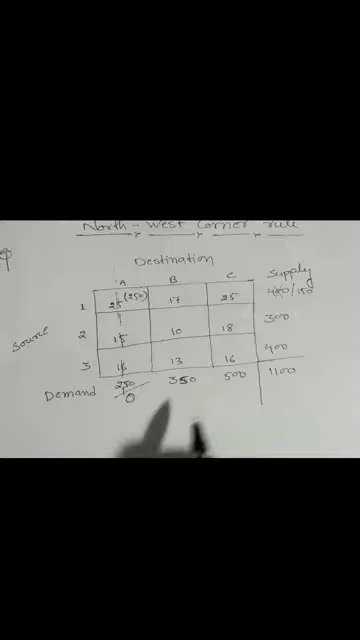 North - West Corner rule
Destination
A B C Supply
1 25 (250) 17 25 400/150
Source 2 15 10 18 300
3 16 13 16 400
Demand 250 350 500 1100
0